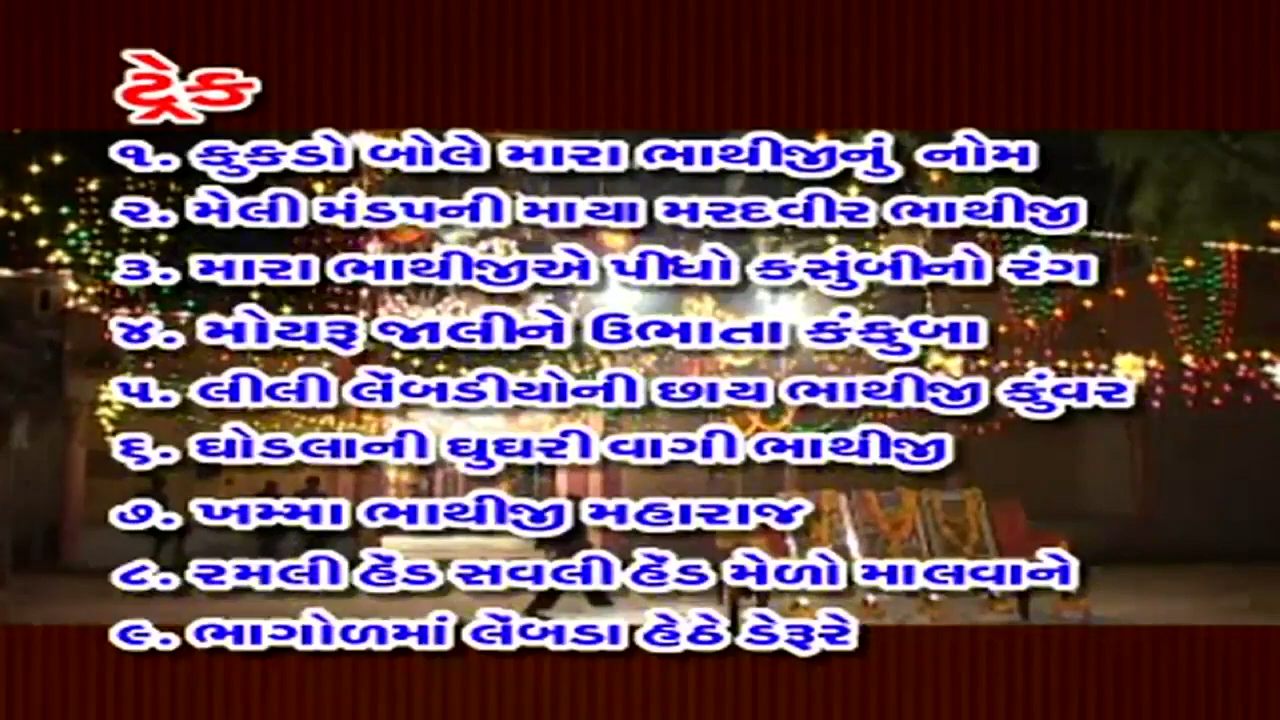 ટ્રેક
૧. કુકડો બોલે મારા ભાથીજીનું નોમ
૨. મેલી મંડપની માયા મરદવીર ભાથીજી
૩. મારા ભાથીજીએ પીધો કસુંબીનો રંગ
૪. મોયરૂ જાલીને ઉભાતા કંકુબા
૫. લીલી લેંબડીયોની છાય ભાથીજી કુંવર
૬. ઘોડલાની ઘુઘરી વાગી ભાથીજી
૭. ખમ્મા ભાથીજી મહારાજ
૮. રમલી હેંડ સવલી હેંડ મેળો માલવાને
૯. ભાગોળમાં લેંબડા હેઠે ડેરૂરે